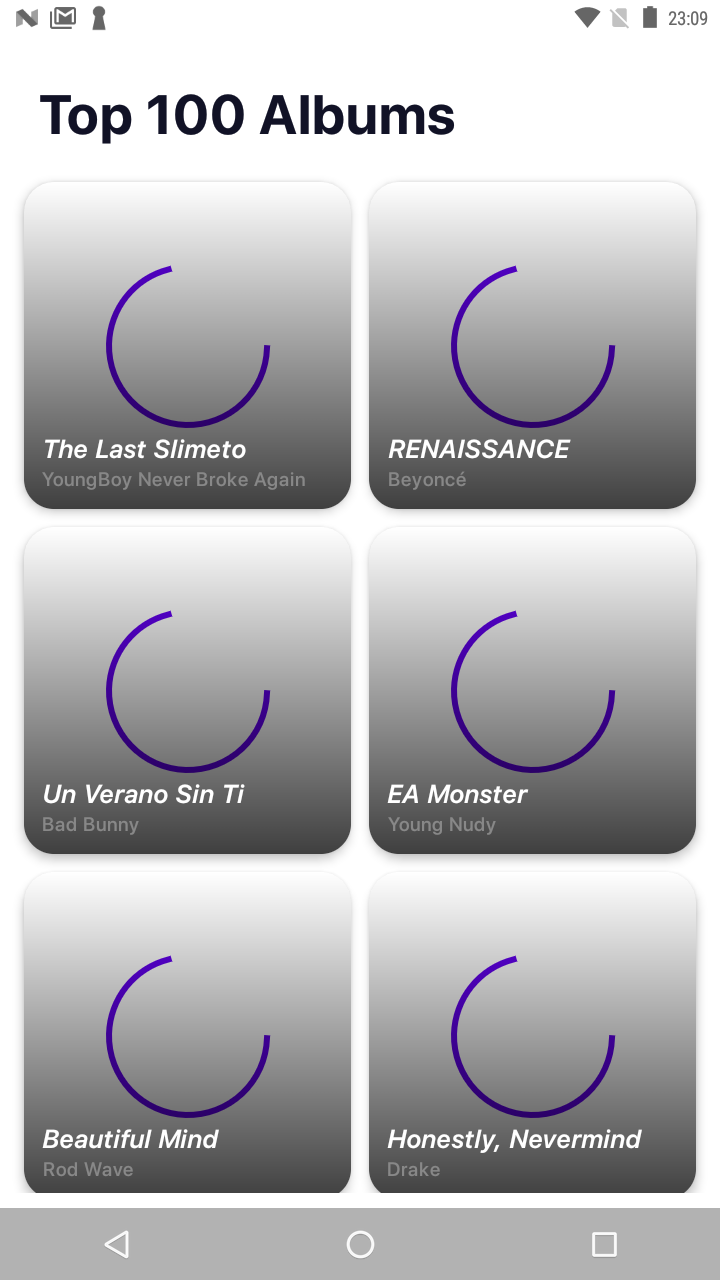 23:09
Top 100 Albums
The Last Slimeto
YoungBoy Never Broke Again
RENAISSANCE
Beyoncé
Un Verano Sin Ti
Bad Bunny
EA Monster
Young Nudy
Beautiful Mind
Rod Wave
Honestly, Nevermind
Drake